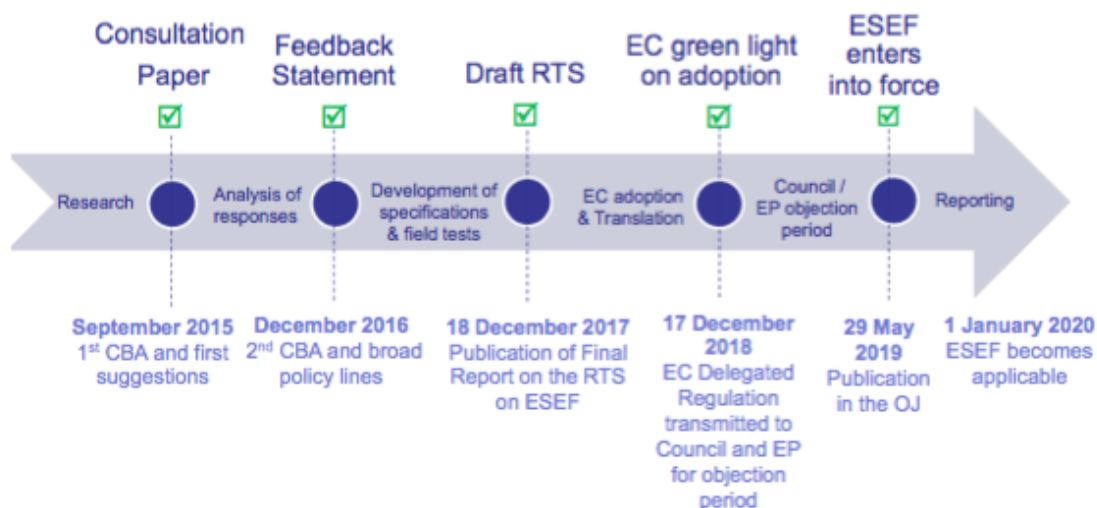 Consultation
Paper
Feedback
Statement
Draft RTS
EC green light
on adoption
ESEF
enters
into force
Research
Analysis of
responses
Development of
specifications
& field tests
EC adoption
& Translation
Council /
EP objection
period
Reporting
September 2015
1st CBA and first
suggestions
December 2016
2nd CBA and broad
policy lines
18 December 2017
Publication of Final
Report on the RTS
on ESEF
17 December
2018
EC Delegated
Regulation
transmitted to
Council and EP
for objection
period
29 May
2019
Publication
in the OJ
1 January 2020
ESEF becomes
applicable